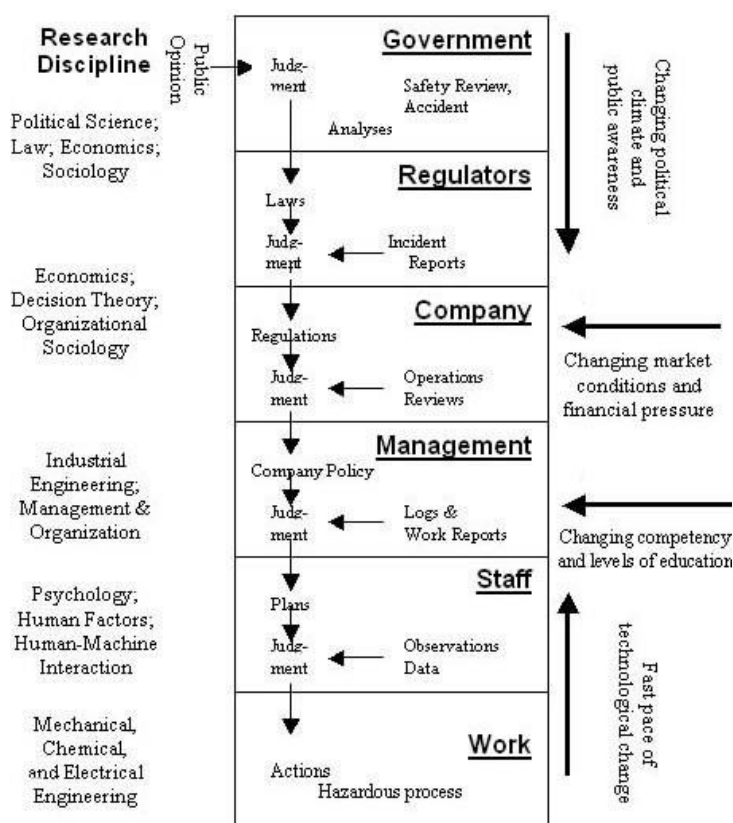 Research
Discipline
Public
Opinion
Government
Judg-
ment
Safety Review,
Accident
Analyses
Changing political
climate and
public awareness
Political Science;
Law; Economics;
Sociology
Regulators
Laws
Judg-
ment
Incident
Reports
Economics;
Decision Theory;
Organizational
Sociology
Company
Regulations
Judg-
ment
Operations
Reviews
Changing market
conditions and
financial pressure
Management
Industrial
Engineering;
Management &
Organization
Company Policy
Judg-
ment
Logs &
Work Reports
Changing competency
and levels of education
Staff
Psychology;
Human Factors;
Human-Machine
Interaction
Plans
Judg-
ment
Observations
Data
Fast pace of
technological change
Mechanical,
Chemical,
and Electrical
Engineering
Work
Actions
Hazardous process